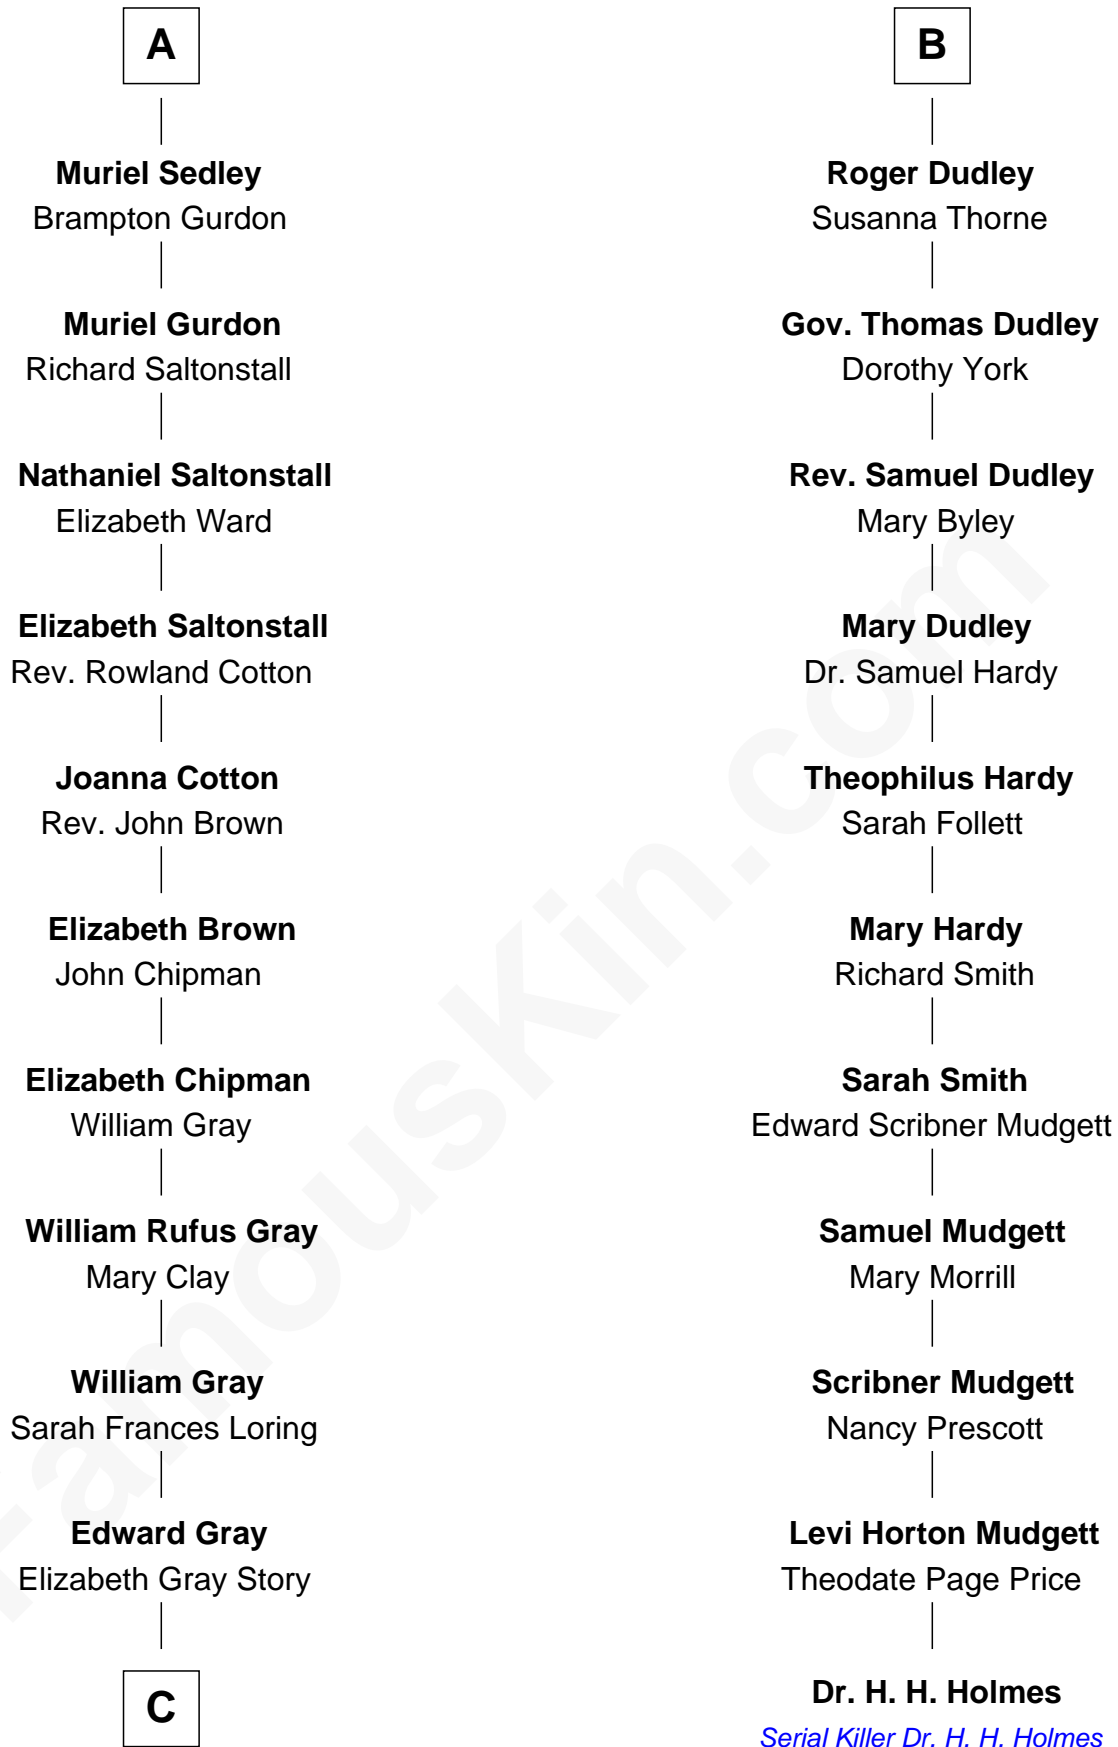 A
Muriel Sedley
Brampton Gurdon
Muriel Gurdon
Richard Saltonstall
Nathaniel Saltonstall
Elizabeth Ward
Elizabeth Saltonstall
Rev. Rowland Cotton
Joanna Cotton
Rev. John Brown
Elizabeth Brown
John Chipman
Elizabeth Chipman
William Gray
William Rufus Gray
Mary Clay
William Gray
Sarah Frances Loring
Edward Gray
Elizabeth Gray Story
C
B
Roger Dudley
Susanna Thorne
Gov. Thomas Dudley
Dorothy York
Rev. Samuel Dudley
Mary Byley
Mary Dudley
Dr. Samuel Hardy
Theophilus Hardy
Sarah Follett
Mary Hardy
Richard Smith
Sarah Smith
Edward Scribner Mudgett
Samuel Mudgett
Mary Morrill
Scribner Mudgett
Nancy Prescott
Levi Horton Mudgett
Theodate Page Price
Dr. H. H. Holmes
Serial Killer Dr. H. H. Holmes
FamousKin.com